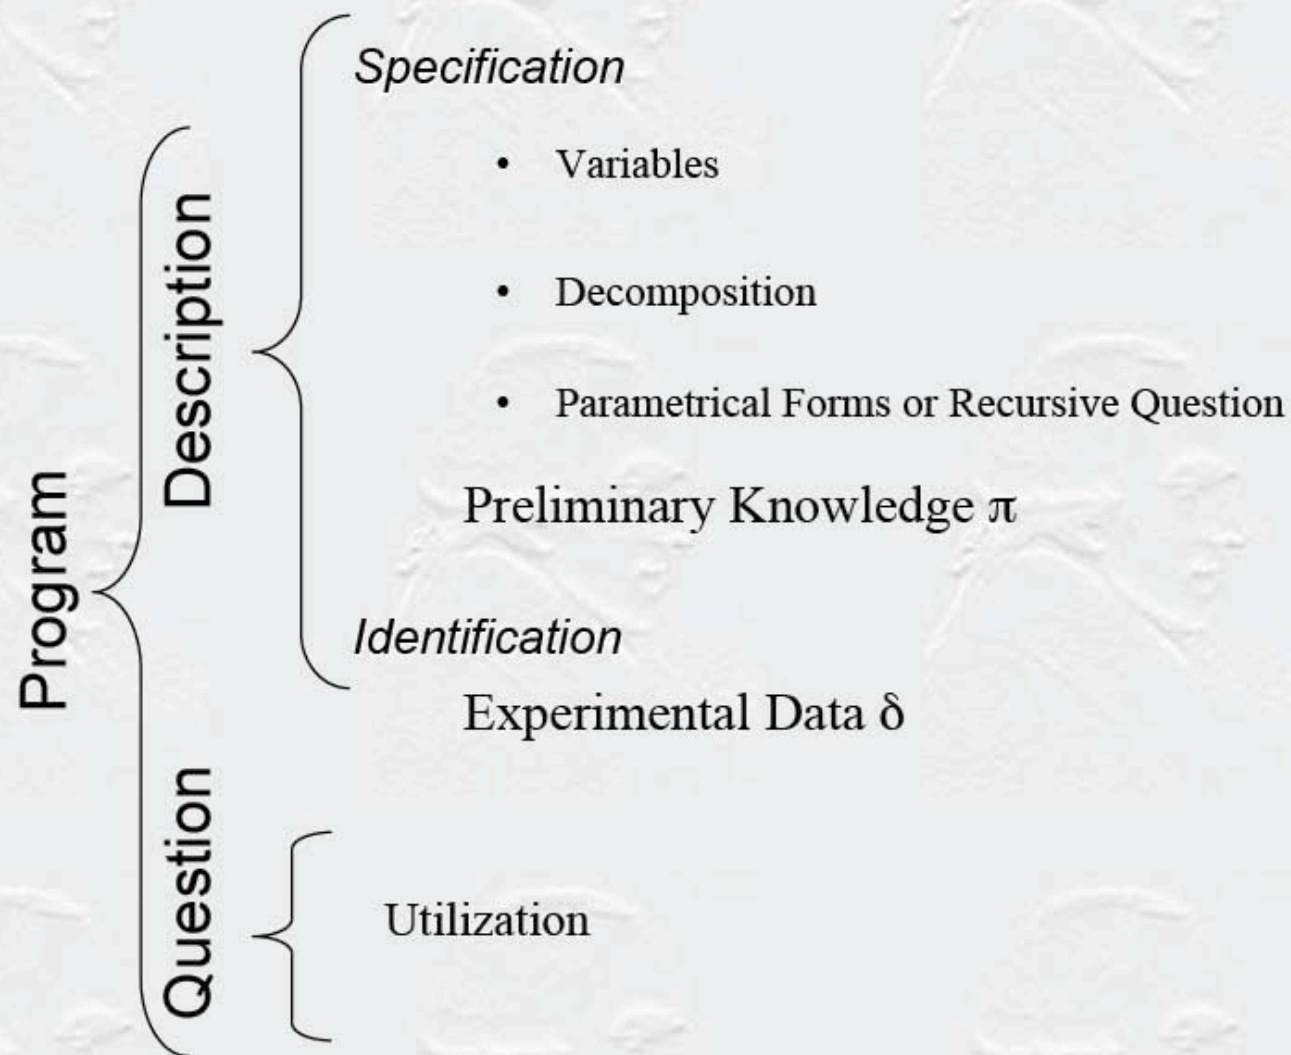 Program
Description
Specification
• Variables
• Decomposition
• Parametrical Forms or Recursive Question
Preliminary Knowledge π
Identification
Experimental Data δ
Question
Utilization